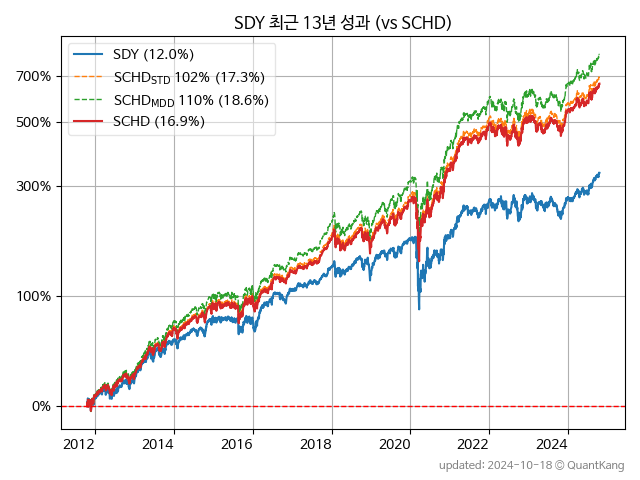 SDY 최근 13년 성과 (vs SCHD)
SDY (12.0%)
SCHD_STD 102% (17.3%)
SCHD_MDD 110% (18.6%)
SCHD (16.9%)
700%
500%
300%
100%
0%
2012 2014 2016 2018 2020 2022 2024
updated: 2024-10-18 © QuantKang